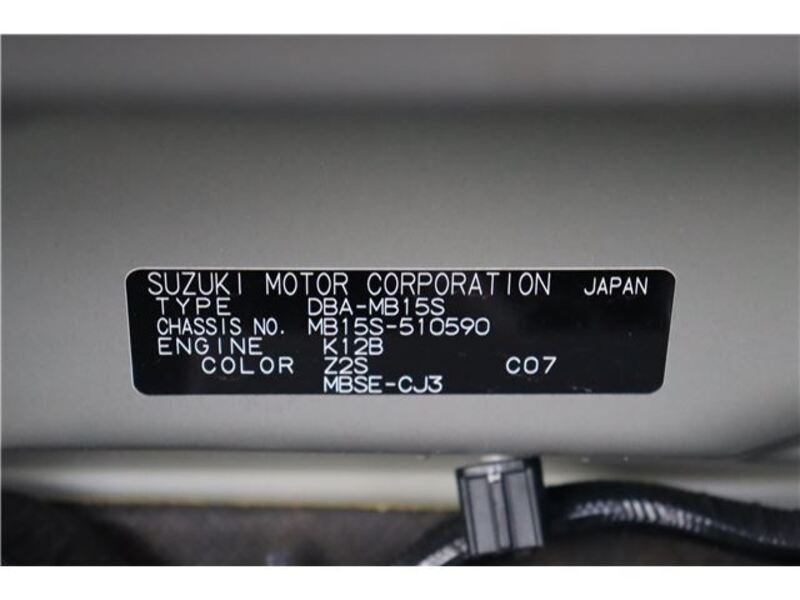 SUZUKI MOTOR CORPORATION JAPAN
TYPE DBA-MB15S
CHASSIS NO. MB15S-510590
ENGINE K12B
COLOR Z2S C07
MBSE-CJ3